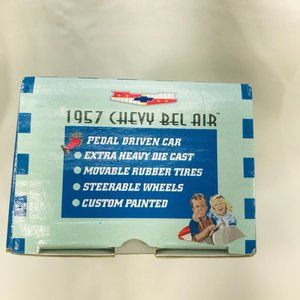 1957 CHEVY BEL AIR
PEDAL DRIVEN CAR
EXTRA HEAVY DIE CAST
MOVABLE RUBBER TIRES
STEERABLE WHEELS
CUSTOM PAINTED